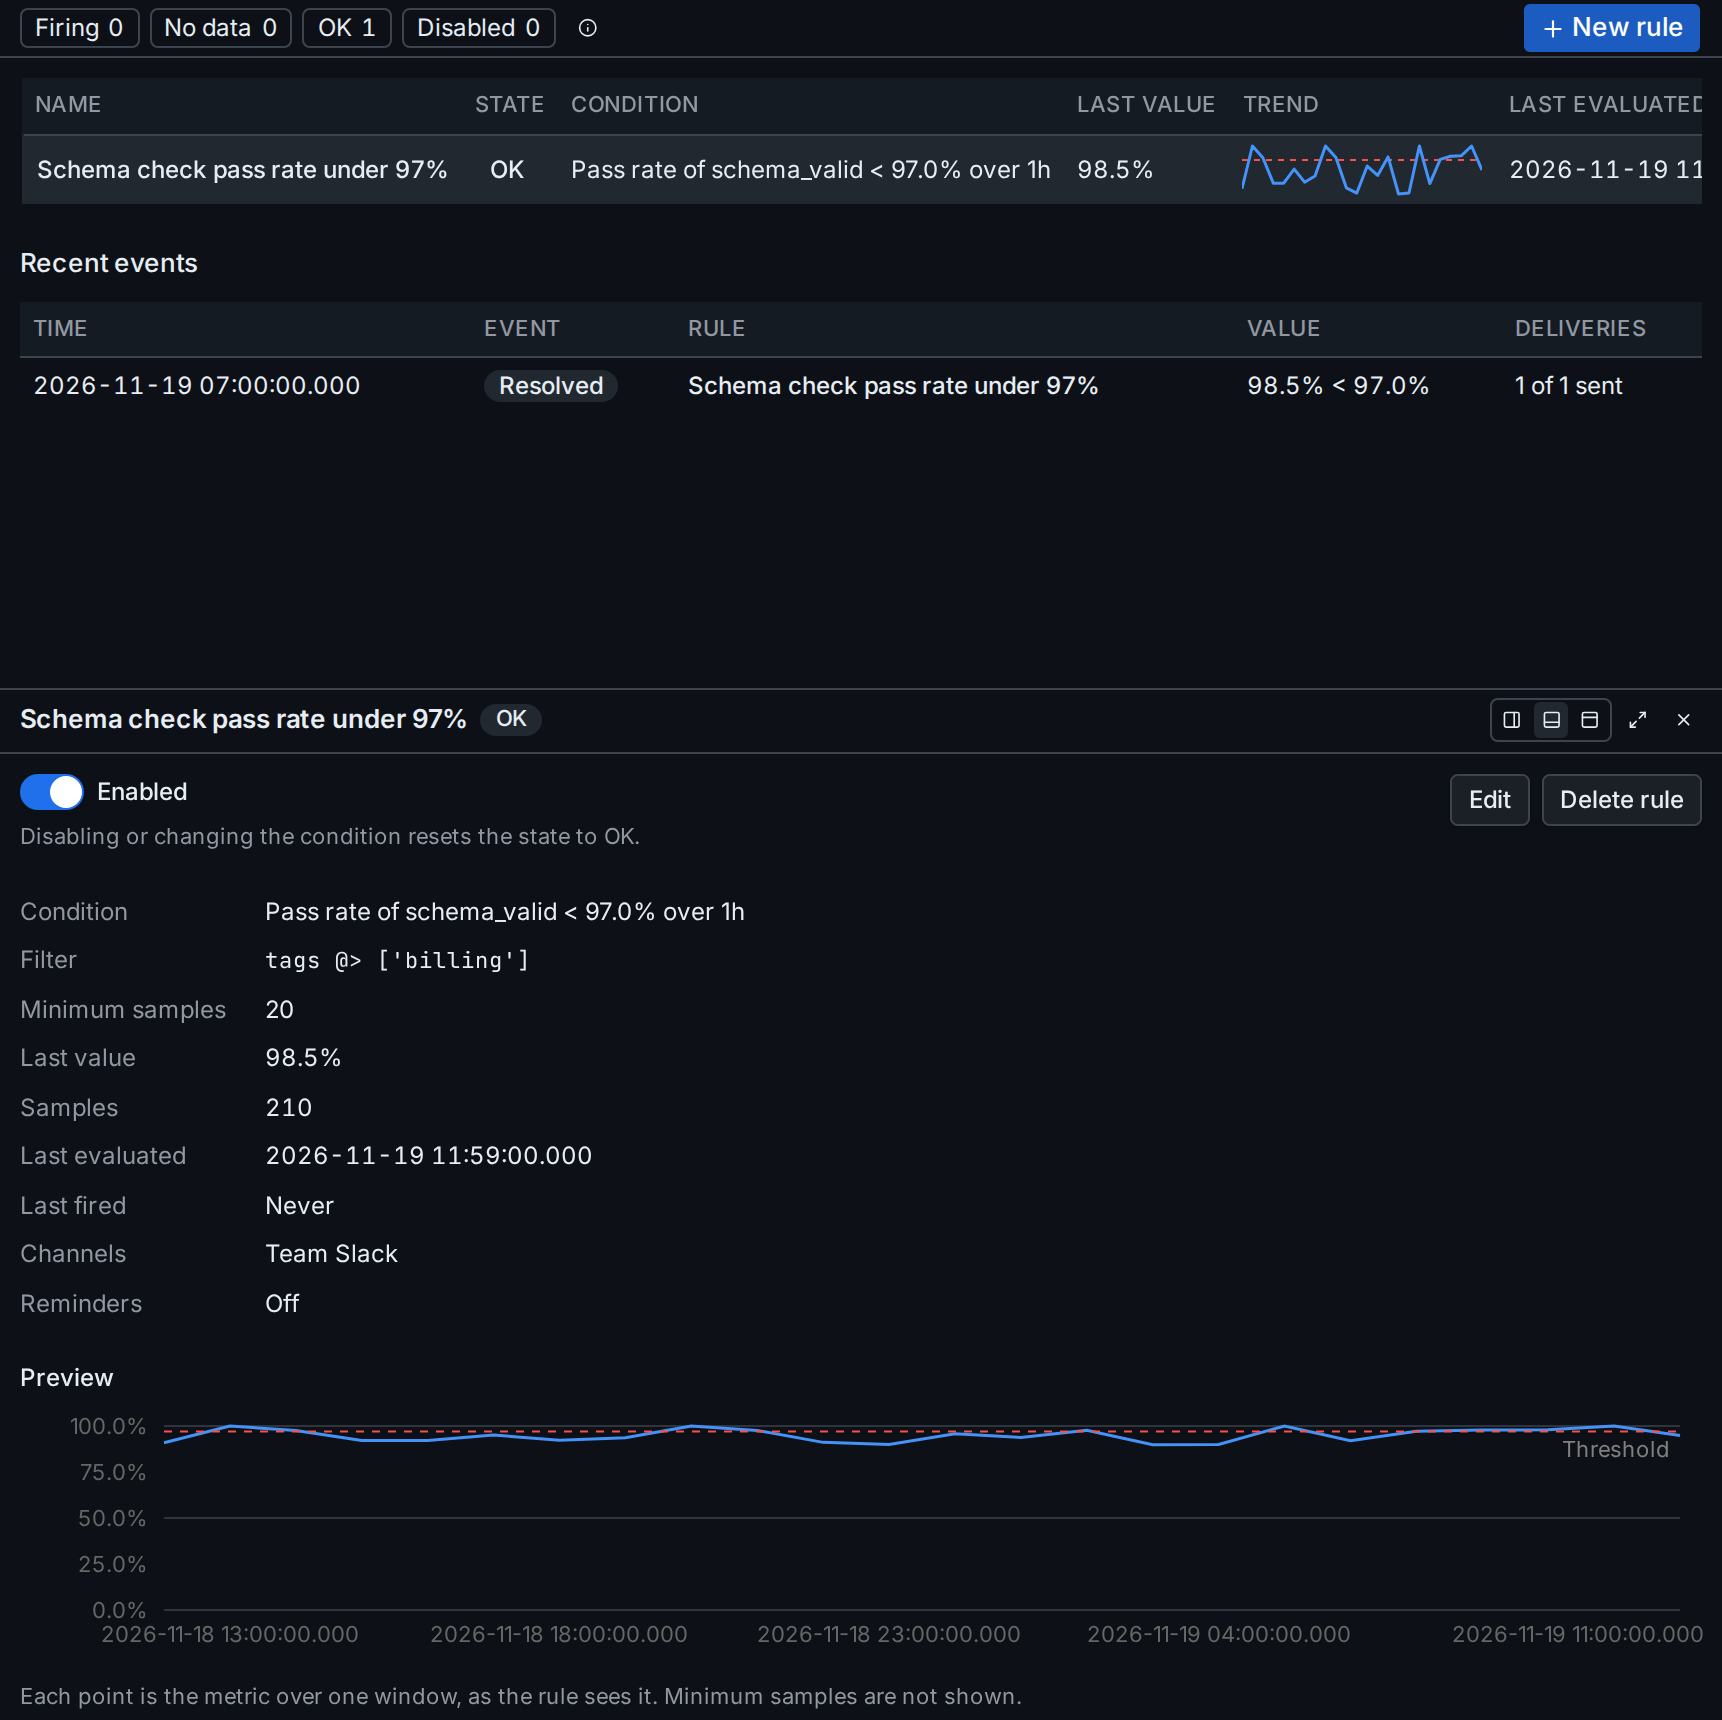 Firing 0
No data 0
OK 1
Disabled 0
+ New rule
NAME STATE CONDITION LAST VALUE TREND LAST EVALUATED
Schema check pass rate under 97% OK Pass rate of schema_valid < 97.0% over 1h 98.5% 2026-11-19 11
Recent events
TIME EVENT RULE VALUE DELIVERIES
2026-11-19 07:00:00.000 Resolved Schema check pass rate under 97% 98.5% < 97.0% 1 of 1 sent
Schema check pass rate under 97% OK
Enabled
Edit
Delete rule
Disabling or changing the condition resets the state to OK.
Condition Pass rate of schema_valid < 97.0% over 1h
Filter tags @> ['billing']
Minimum samples 20
Last value 98.5%
Samples 210
Last evaluated 2026-11-19 11:59:00.000
Last fired Never
Channels Team Slack
Reminders Off
Preview
100.0%
Threshold
75.0%
50.0%
25.0%
0.0%
2026-11-18 13:00:00.000 2026-11-18 18:00:00.000 2026-11-18 23:00:00.000 2026-11-19 04:00:00.000 2026-11-19 11:00:00.000
Each point is the metric over one window, as the rule sees it. Minimum samples are not shown.